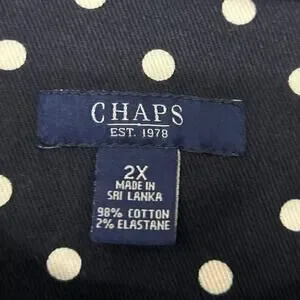 CHAPS
EST. 1978
2X
MADE IN
SRI LANKA
98% COTTON
2% ELASTANE